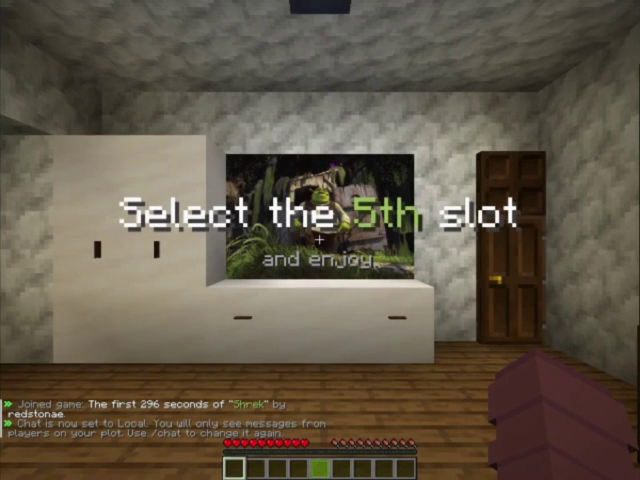 Select the 5th slot
and enjoy.
» Joined game: The first 296 seconds of "Shrek" by
redstonae.
» Chat is now set to Local. You will only see messages from
players on your plot. Use /chat to change it again.